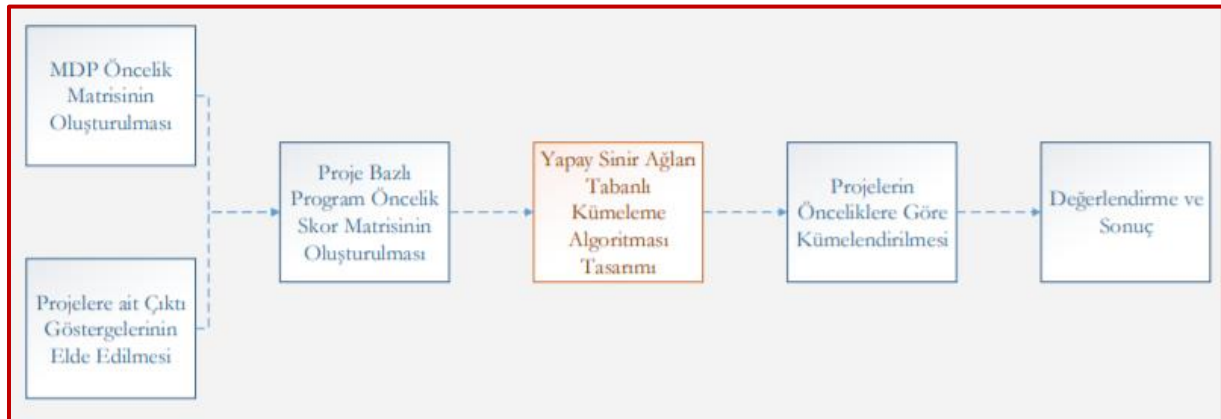 MDP Öncelik
Matrisinin
Oluşturulması
Projelere ait Çıktı
Göstergelerinin
Elde Edilmesi
Proje Bazlı
Program Öncelik
Skor Matrisinin
Oluşturulması
Yapay Sinir Ağları
Tabanlı
Kümeleme
Algoritması
Tasarımı
Projelerin
Önceliklere Göre
Kümelendirilmesi
Değerlendirme ve
Sonuç